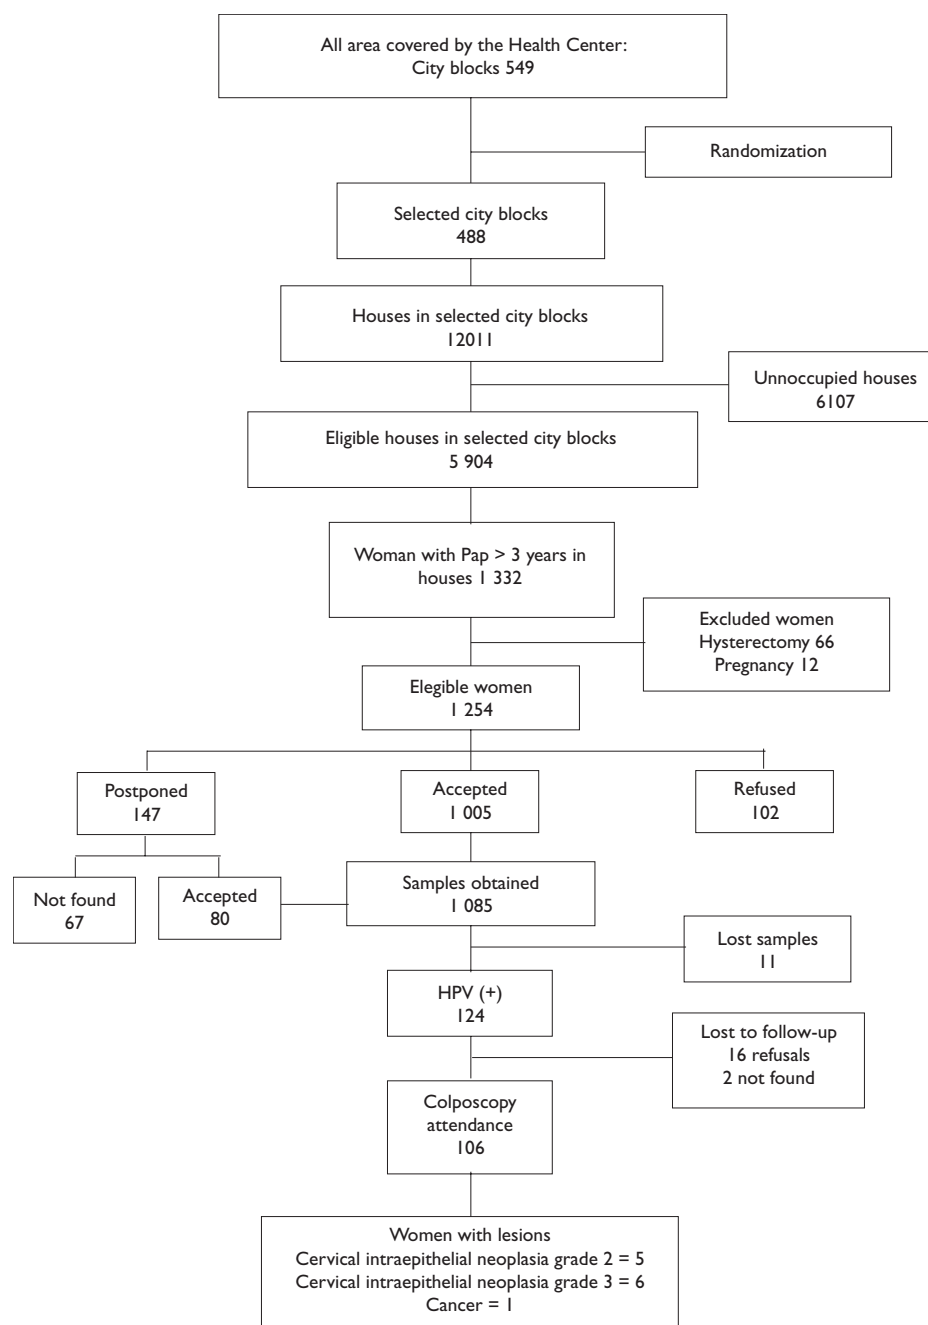 All area covered by the Health Center:
City blocks 549
Randomization
Selected city blocks
488
Houses in selected city blocks
12011
Unnoccupied houses
6107
Eligible houses in selected city blocks
5 904
Woman with Pap > 3 years in
houses 1 332
Excluded women
Hysterectomy 66
Pregnancy 12
Elegible women
1 254
Postponed
147
Accepted
1 005
Refused
102
Not found
67
Accepted
80
Samples obtained
1 085
Lost samples
11
HPV (+)
124
Lost to follow-up
16 refusals
2 not found
Colposcopy
attendance
106
Women with lesions
Cervical intraepithelial neoplasia grade 2 = 5
Cervical intraepithelial neoplasia grade 3 = 6
Cancer = 1